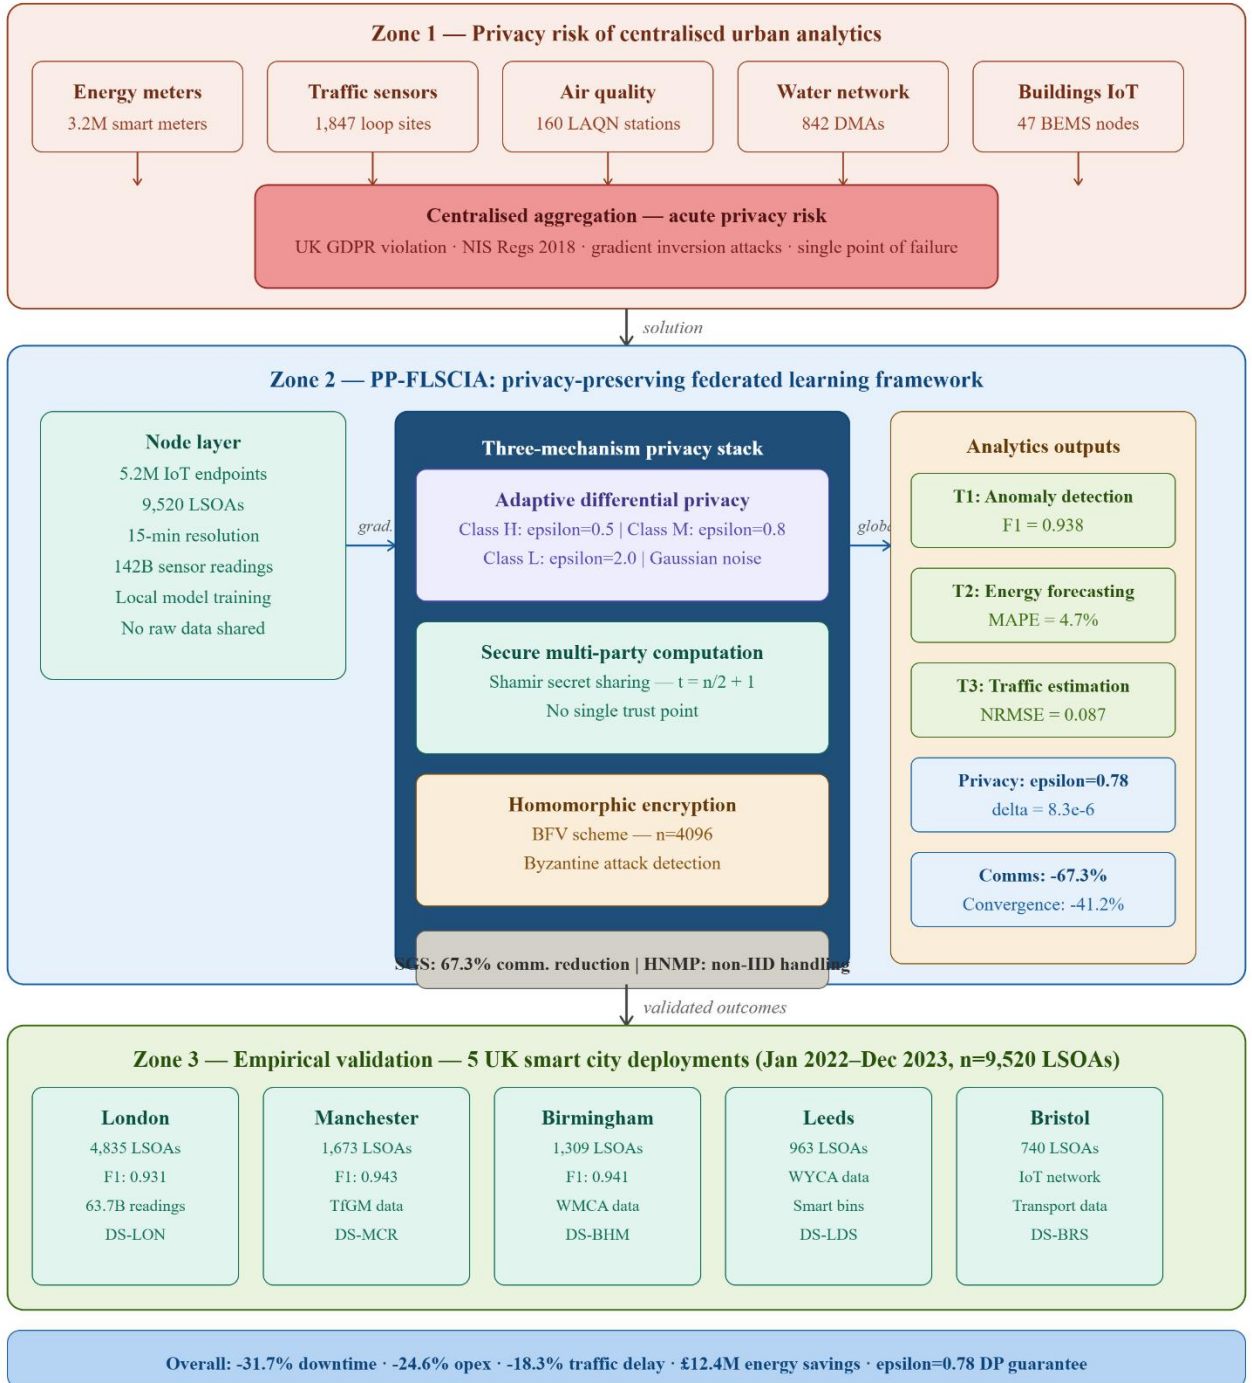 Zone 1 — Privacy risk of centralised urban analytics
Energy meters
3.2M smart meters
Traffic sensors
1,847 loop sites
Air quality
160 LAQN stations
Water network
842 DMAs
Buildings IoT
47 BEMS nodes
Centralised aggregation — acute privacy risk
UK GDPR violation · NIS Regs 2018 · gradient inversion attacks · single point of failure
solution
Zone 2 — PP-FLSCIA: privacy-preserving federated learning framework
Node layer
5.2M IoT endpoints
9,520 LSOAs
15-min resolution
142B sensor readings
Local model training
No raw data shared
grad.
Three-mechanism privacy stack
Adaptive differential privacy
Class H: epsilon=0.5 | Class M: epsilon=0.8
Class L: epsilon=2.0 | Gaussian noise
Secure multi-party computation
Shamir secret sharing — t = n/2 + 1
No single trust point
Homomorphic encryption
BFV scheme — n=4096
Byzantine attack detection
SGS: 67.3% comm. reduction | HNMP: non-IID handling
Analytics outputs
T1: Anomaly detection
F1 = 0.938
T2: Energy forecasting
MAPE = 4.7%
T3: Traffic estimation
NRMSE = 0.087
Privacy: epsilon=0.78
delta = 8.3e-6
Comms: -67.3%
Convergence: -41.2%
validated outcomes
Zone 3 — Empirical validation — 5 UK smart city deployments (Jan 2022–Dec 2023, n=9,520 LSOAs)
London
4,835 LSOAs
F1: 0.931
63.7B readings
DS-LON
Manchester
1,673 LSOAs
F1: 0.943
TfGM data
DS-MCR
Birmingham
1,309 LSOAs
F1: 0.941
WMCA data
DS-BHM
Leeds
963 LSOAs
WYCA data
Smart bins
DS-LDS
Bristol
740 LSOAs
IoT network
Transport data
DS-BRS
Overall: -31.7% downtime · -24.6% opex · -18.3% traffic delay · £12.4M energy savings · epsilon=0.78 DP guarantee